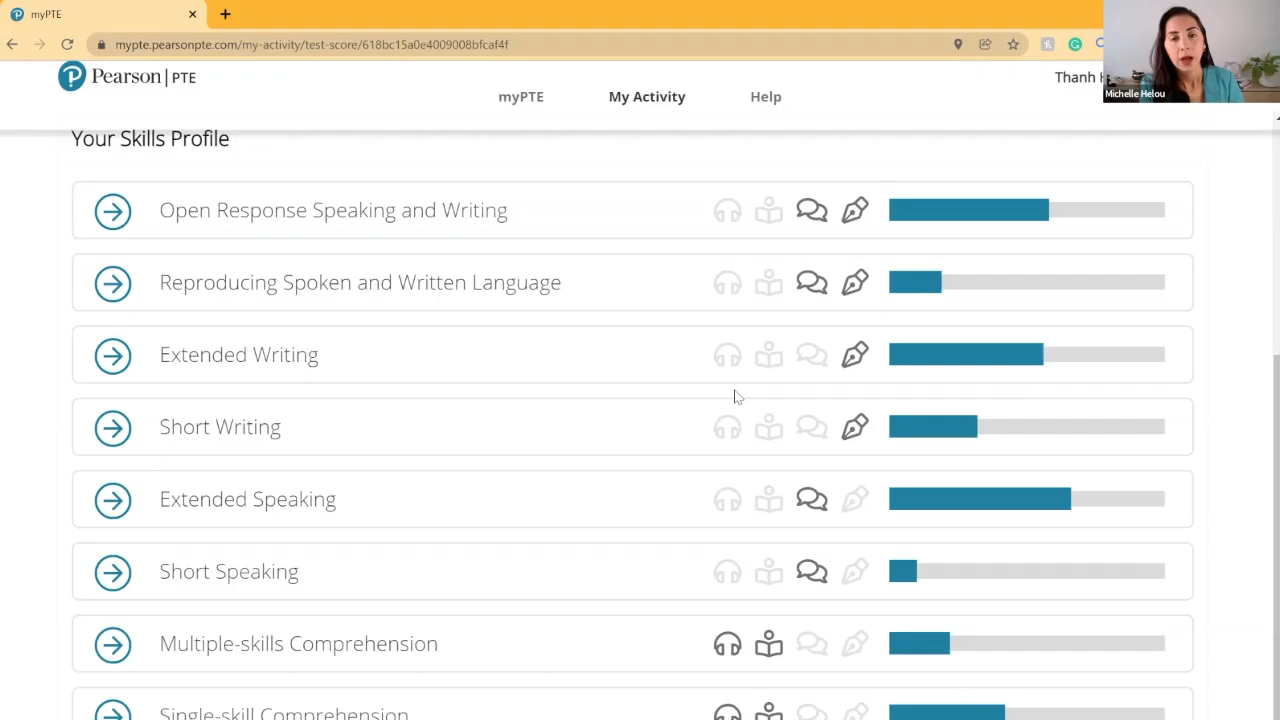 myPTE
mypte.pearsonpte.com/my-activity/test-score/618bc15a0e4009008bfcaf4f
Pearson | PTE
Thanh
myPTE My Activity Help
Michelle Helou
Your Skills Profile
Open Response Speaking and Writing
Reproducing Spoken and Written Language
Extended Writing
Short Writing
Extended Speaking
Short Speaking
Multiple-skills Comprehension
Single-skill Comprehension